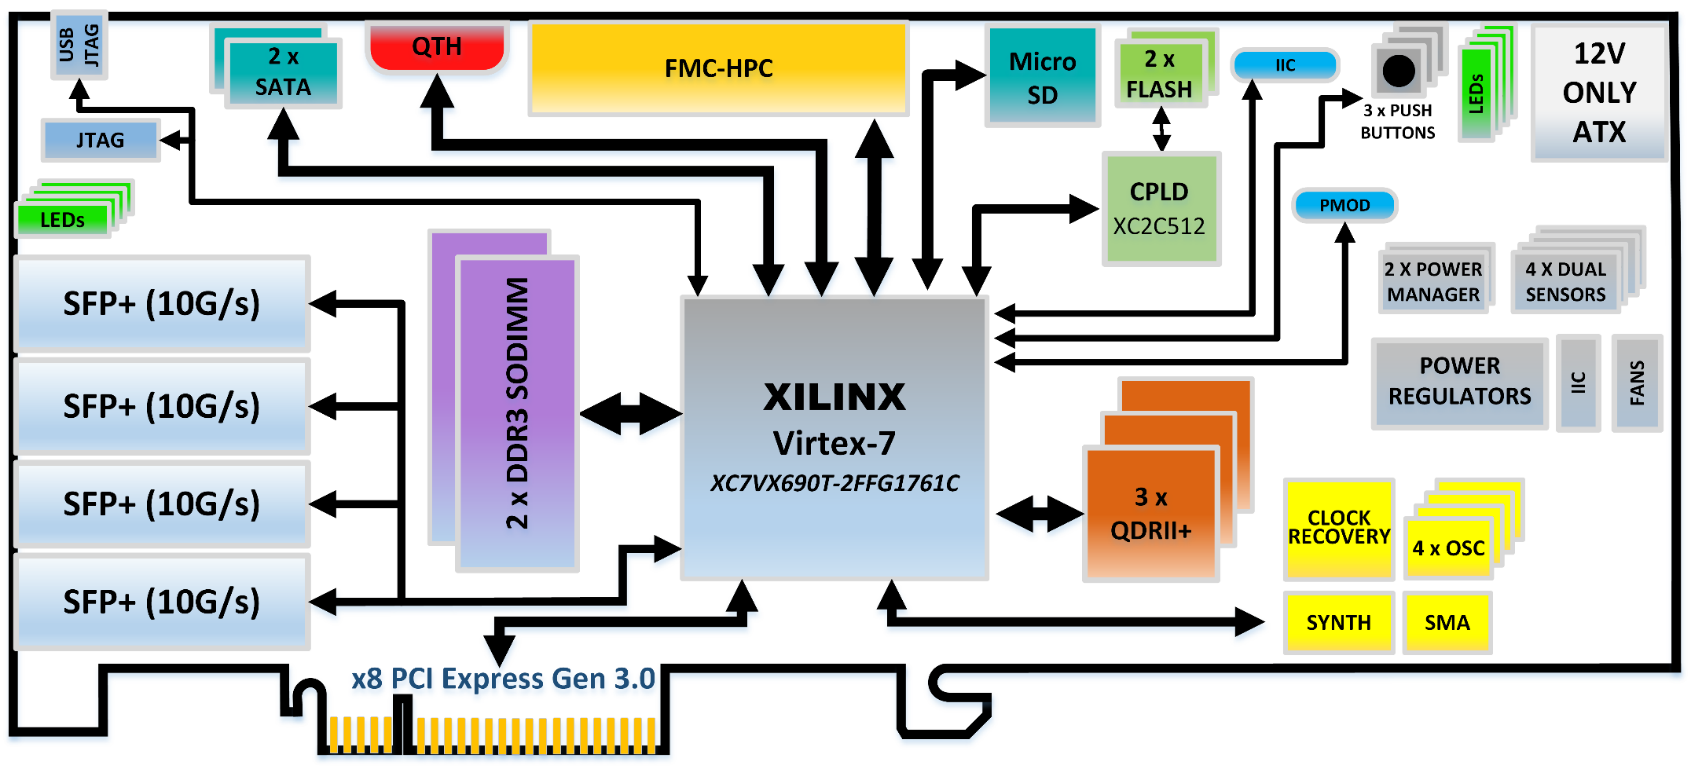 USB
JTAG
2 x
SATA
QTH
FMC-HPC
Micro
SD
2 x
FLASH
IIC
3 x PUSH
BUTTONS
LEDs
12V
ONLY
ATX
JTAG
LEDs
CPLD
XC2C512
PMOD
2 X POWER
MANAGER
4 X DUAL
SENSORS
SFP+ (10G/s)
SFP+ (10G/s)
SFP+ (10G/s)
SFP+ (10G/s)
2 x DDR3 SODIMM
XILINX
Virtex-7
XC7VX690T-2FFG1761C
POWER
REGULATORS
IIC
FANS
3 x
QDRII+
CLOCK
RECOVERY
4 x OSC
SYNTH
SMA
x8 PCI Express Gen 3.0